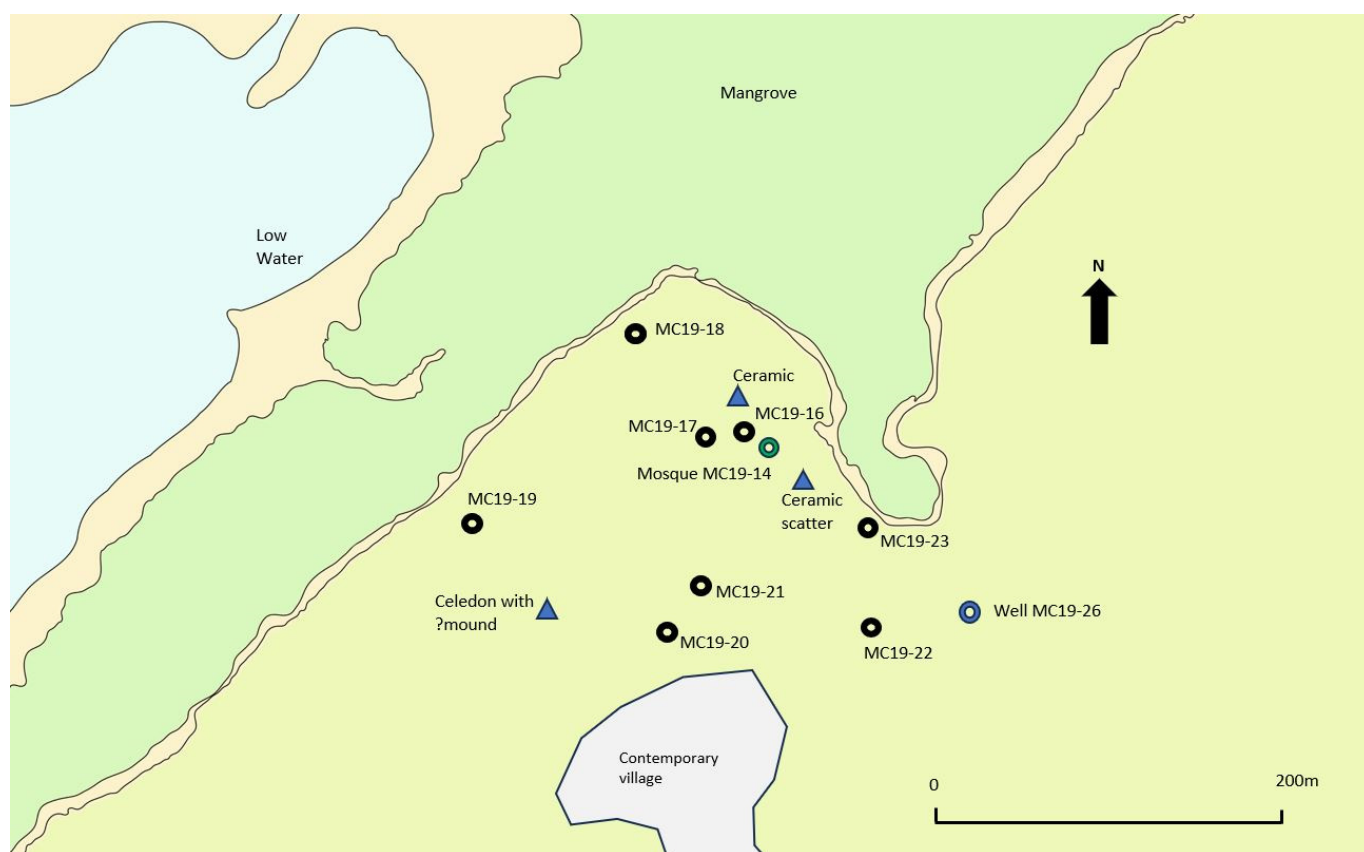 Mangrove
Low
Water
N
MC19-18
Ceramic
MC19-16
MC19-17
Mosque MC19-14
MC19-19
Ceramic
scatter
MC19-23
MC19-21
Celedon with
?mound
Well MC19-26
MC19-20
MC19-22
Contemporary
village
0
200m